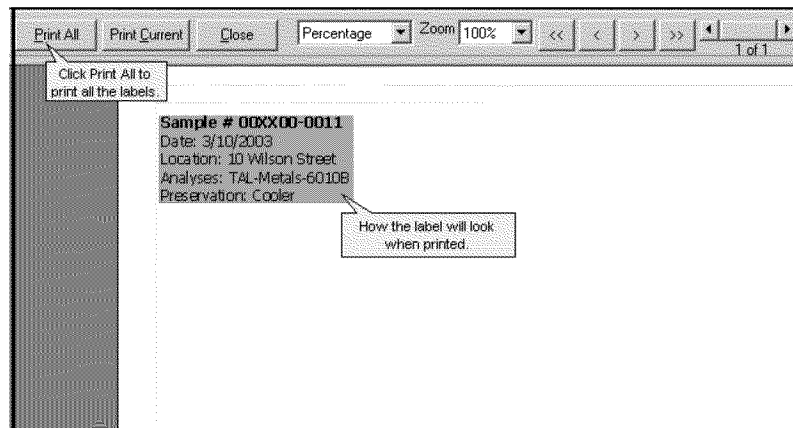 Print All Print Current Close Percentage Zoom 100% << < > >>
1 of 1
Click Print All to
print all the labels.
Sample # 00XX00-0011
Date: 3/10/2003
Location: 10 Wilson Street
Analyses: TAL-Metals-6010B
Preservation: Cooler
How the label will look
when printed.